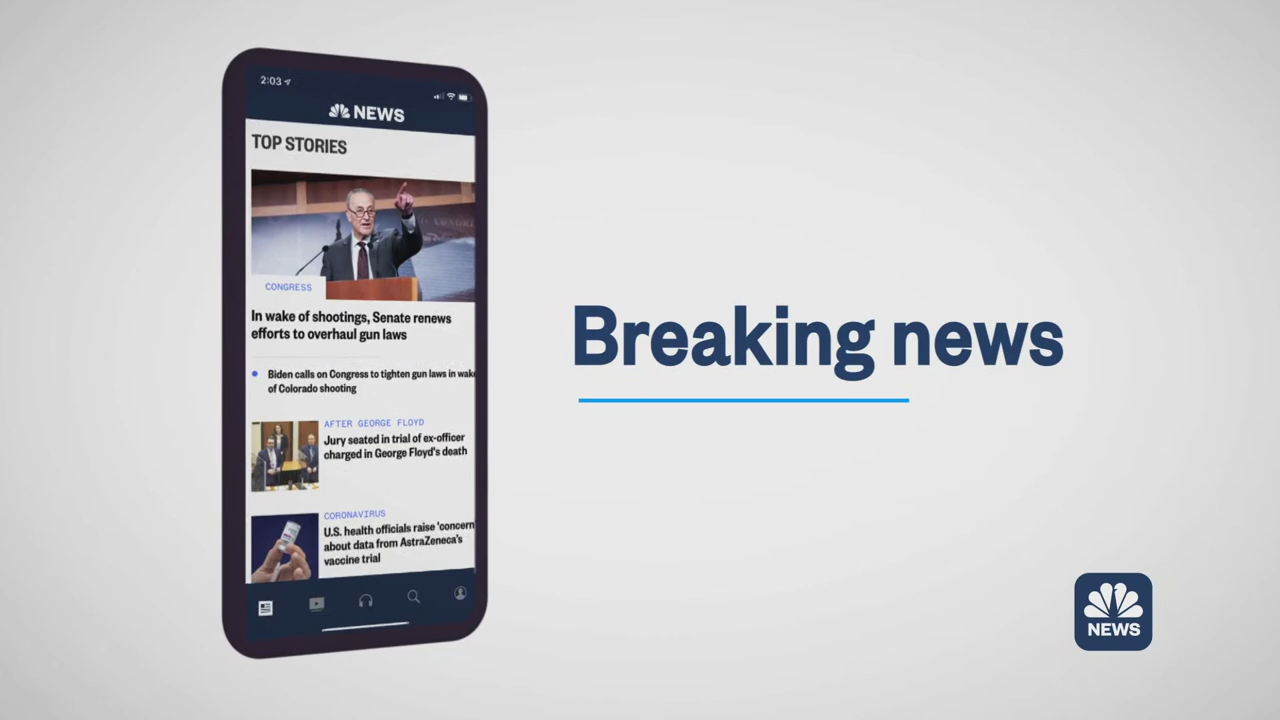 2:03
NEWS
TOP STORIES
CONGRESS
In wake of shootings, Senate renews
efforts to overhaul gun laws
Biden calls on Congress to tighten gun laws in wake
of Colorado shooting
AFTER GEORGE FLOYD
Jury seated in trial of ex-officer
charged in George Floyd's death
CORONAVIRUS
U.S. health officials raise 'concern
about data from AstraZeneca's
vaccine trial
Breaking news
NEWS